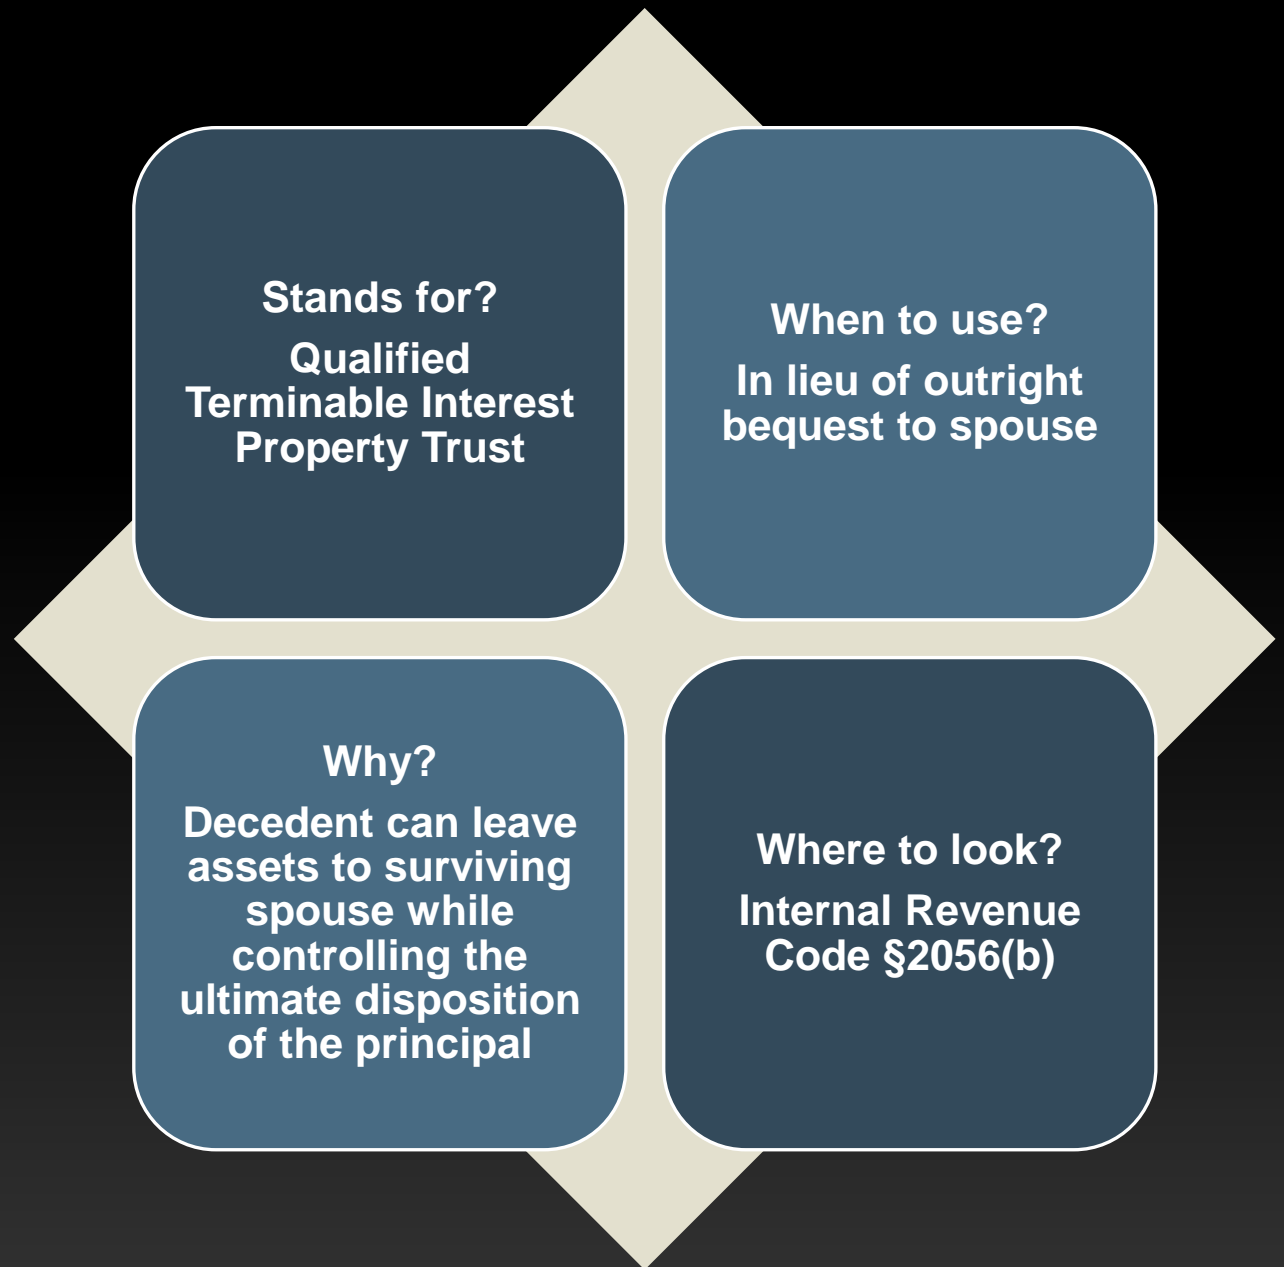 Stands for?
Qualified
Terminable Interest
Property Trust
When to use?
In lieu of outright
bequest to spouse
Why?
Decedent can leave
assets to surviving
spouse while
controlling the
ultimate disposition
of the principal
Where to look?
Internal Revenue
Code §2056(b)